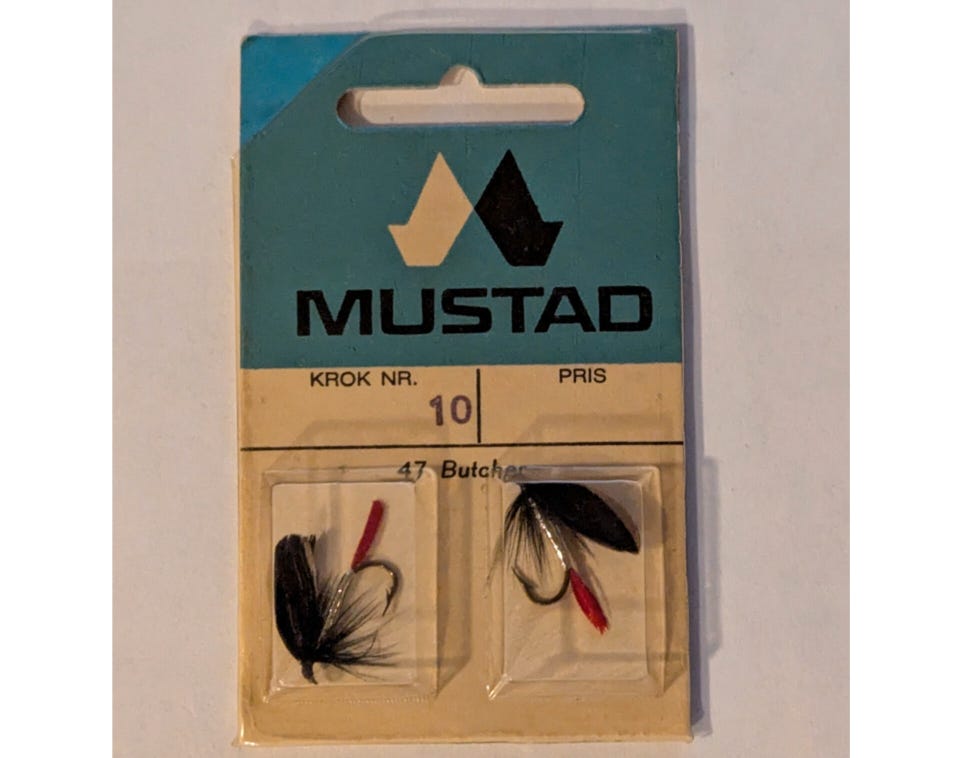 MUSTAD
KROK NR. PRIS
10
47 Butcher